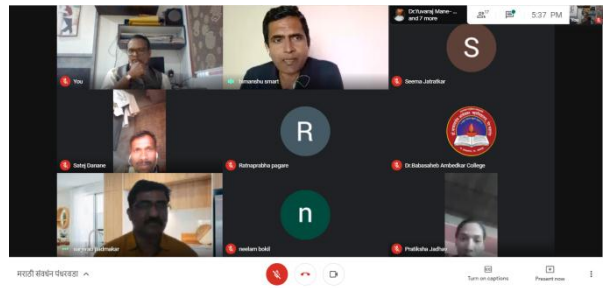 Dr.Yuvaraj Mane-...
and 7 more
17
5:37 PM
You
himanshu smart
S
Seema Jatratkar
Satej Danane
R
Ratnaprabha pagare
Dr.Babasaheb Ambedkar College
padmakar
n
neelam bokil
Pratiksha Jadhav
मराठी संवर्धन पंधरवडा
Turn on captions
Present now